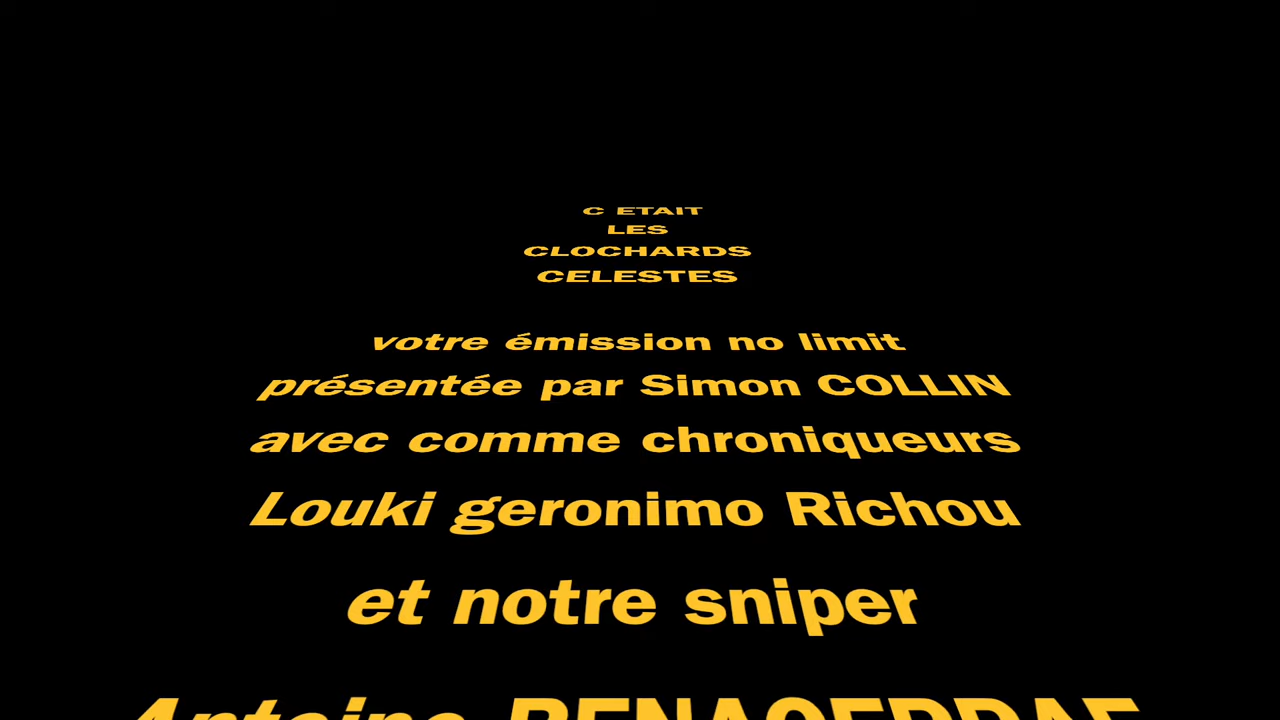 C ETAIT
LES
CLOCHARDS
CELESTES
votre émission no limit
présentée par Simon COLLIN
avec comme chroniqueurs
Louki geronimo Richou
et notre sniper
Antoine